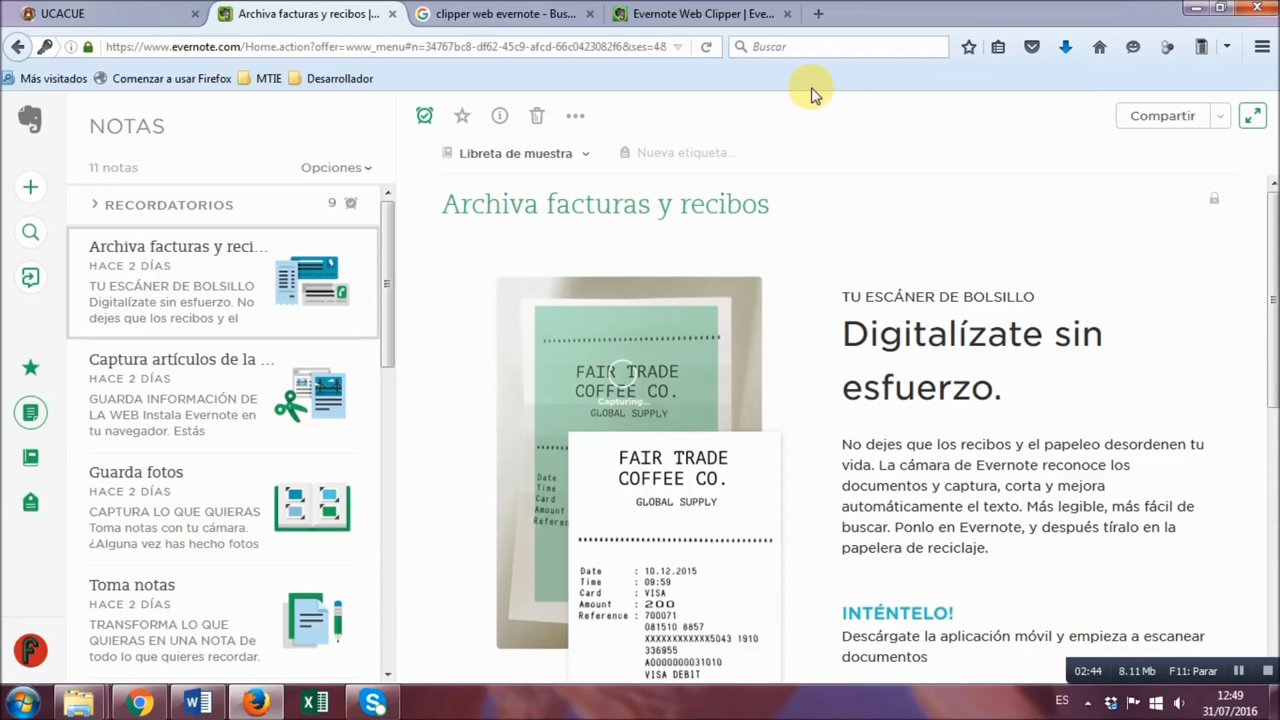 UCACUE
Archiva facturas y recibos |...
clipper web evernote - Bus...
Evernote Web Clipper | Eve...
https://www.evernote.com/Home.action?offer=www_menu#n=34767bc8-df62-45c9-afcd-66c0423082f6&ses=48
Buscar
Más visitados
Comenzar a usar Firefox
MTIE
Desarrollador
NOTAS
11 notas
Opciones
RECORDATORIOS
9
Archiva facturas y reci...
HACE 2 DÍAS
TU ESCÁNER DE BOLSILLO
Digitalízate sin esfuerzo. No
dejes que los recibos y el
Captura artículos de la ...
HACE 2 DÍAS
GUARDA INFORMACIÓN
DE LA WEB Instala Evernote en
tu navegador. Estás
Guarda fotos
HACE 2 DÍAS
CAPTURA LO QUE QUIERAS
Toma notas con tu cámara.
¿Alguna vez has hecho fotos
Toma notas
HACE 2 DÍAS
TRANSFORMA LO QUE
QUIERAS EN UNA NOTA De
todo lo que quieres recordar.
Compartir
Libreta de muestra
Nueva etiqueta...
Archiva facturas y recibos
FAIR TRADE
COFFEE CO.
Capturing...
GLOBAL SUPPLY
Date
Time
Card
Amount
Referen
FAIR TRADE
COFFEE CO.
GLOBAL SUPPLY
Date : 10.12.2015
Time : 09:59
Card : VISA
Amount : 200
Reference : 700071
081510 8857
XXXXXXXXXXXX5043 1910
336955
A0000000031010
VISA DEBIT
TU ESCÁNER DE BOLSILLO
Digitalízate sin
esfuerzo.
No dejes que los recibos y el papeleo desordenen tu
vida. La cámara de Evernote reconoce los
documentos y captura, corta y mejora
automáticamente el texto. Más legible, más fácil de
buscar. Ponlo en Evernote, y después tíralo en la
papelera de reciclaje.
INTÉNTELO!
Descárgate la aplicación móvil y empieza a escanear
documentos
02:44
8.11 Mb
F11: Parar
ES
12:49
31/07/2016